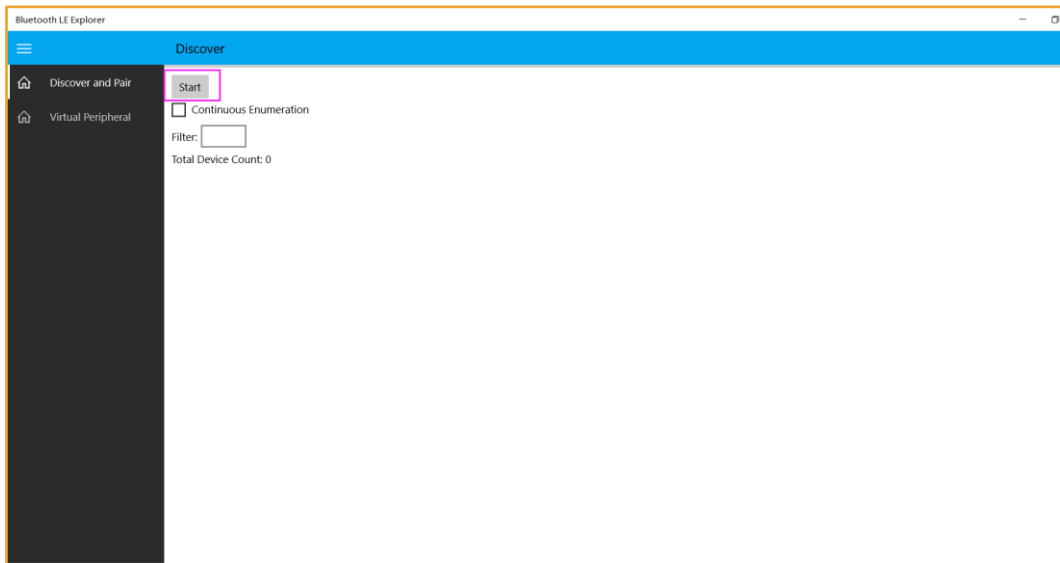 Bluetooth LE Explorer
Discover
Discover and Pair
Virtual Peripheral
Start
Continuous Enumeration
Filter:
Total Device Count: 0